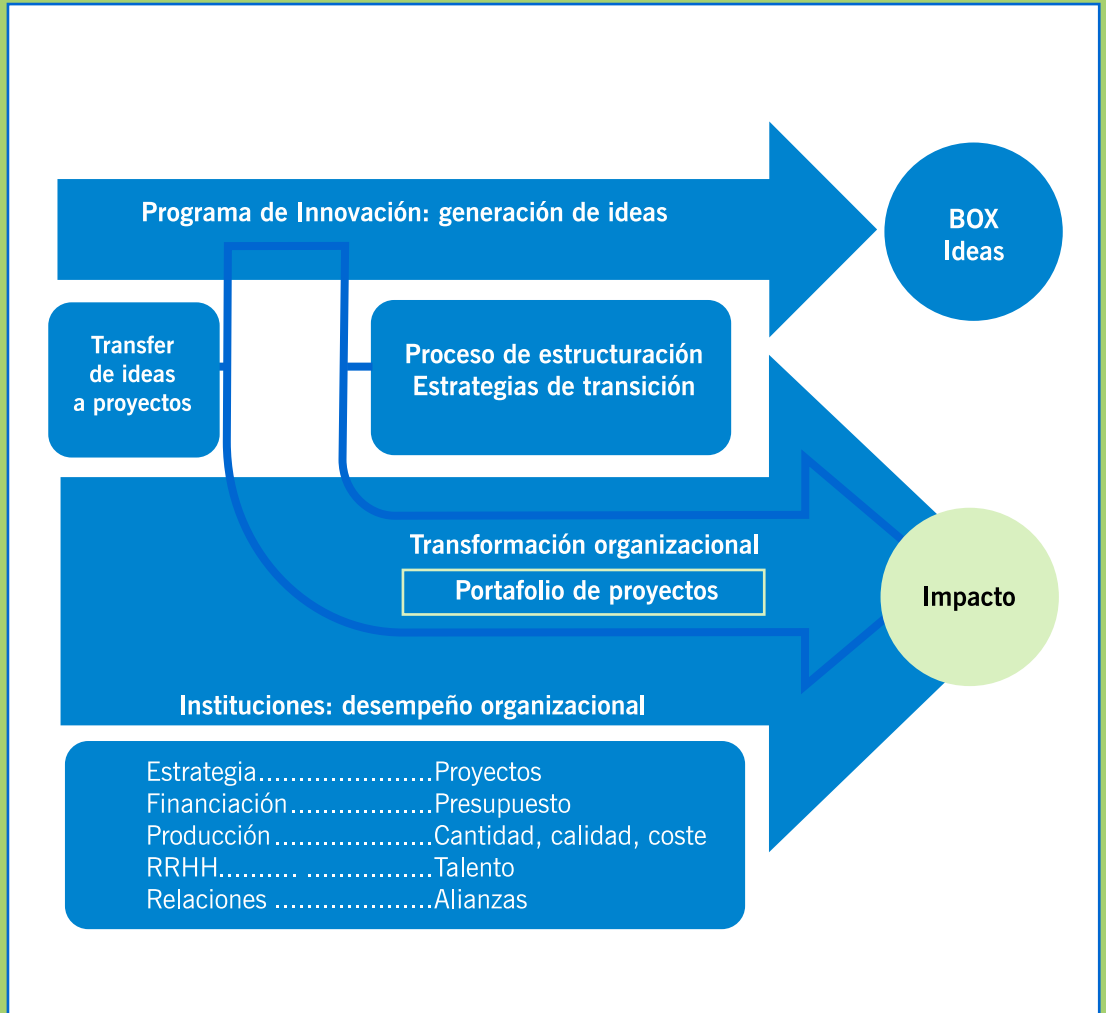 Programa de Innovación: generación de ideas
BOX
Ideas
Transfer
de ideas
a proyectos
Proceso de estructuración
Estrategias de transición
Transformación organizacional
Portafolio de proyectos
Impacto
Instituciones: desempeño organizacional
Estrategia......................Proyectos
Financiación..................Presupuesto
Producción....................Cantidad, calidad, coste
RRHH.......... ................Talento
Relaciones ....................Alianzas